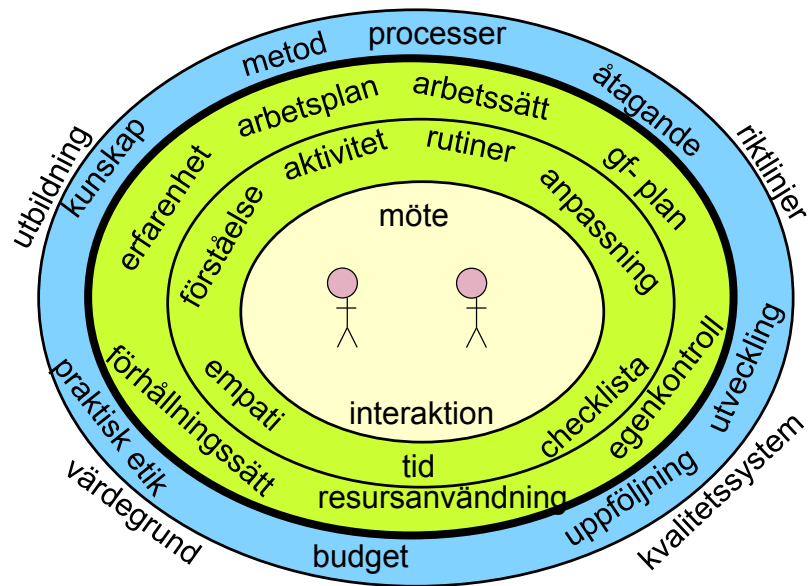 processer
metod
åtagande
utbildning
kunskap
riktlinjer
arbetsplan
arbetssätt
erfarenhet
gf- plan
aktivitet
rutiner
förståelse
anpassning
möte
interaktion
empati
checklista
tid
förhållningssätt
egenkontroll
resursanvändning
praktisk etik
utveckling
uppföljning
budget
värdegrund
kvalitetssystem